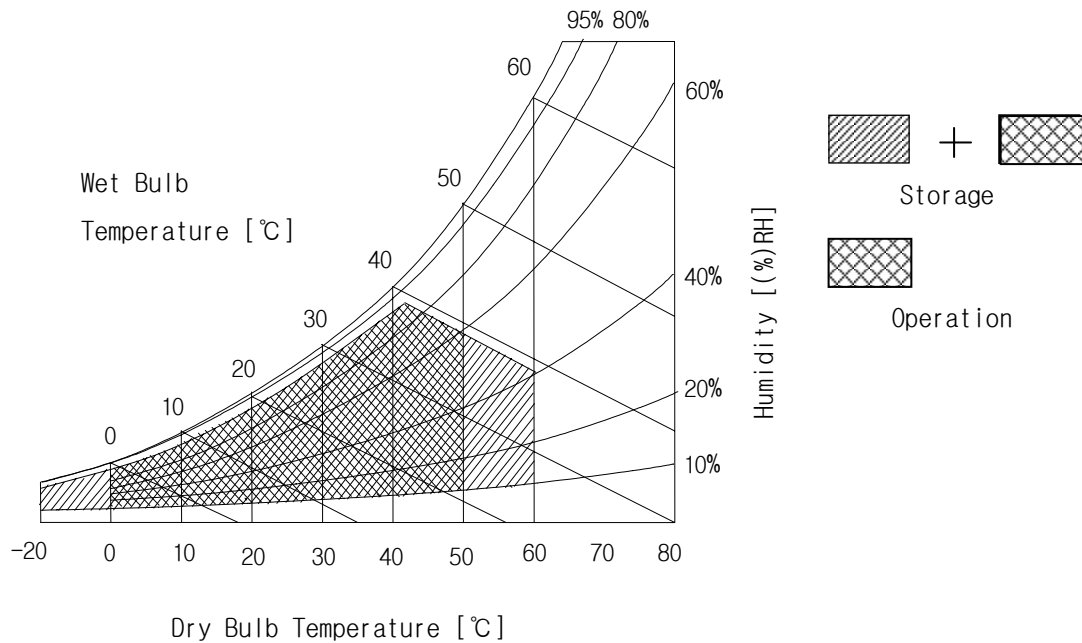 95% 80%
60
60%
50
Wet Bulb
Temperature [℃]
40
40%
30
20
20%
10
0
10%
Humidity [(%)RH]
-20 0 10 20 30 40 50 60 70 80
Dry Bulb Temperature [℃]
+
Storage
Operation